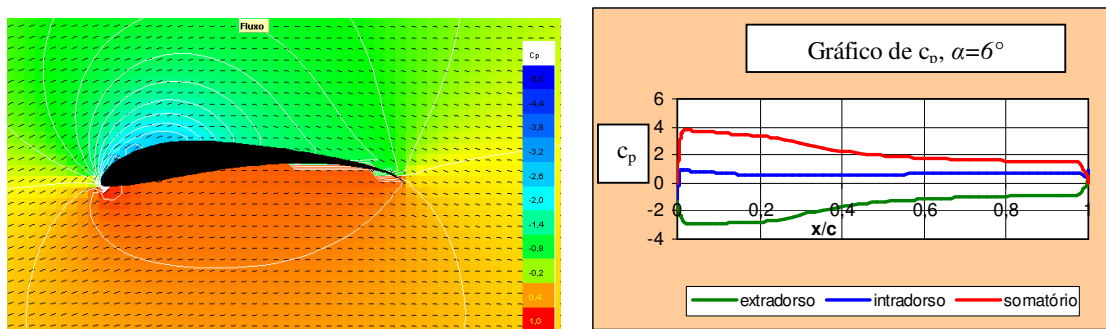 Fluxo
Cp
-4,4
-3,8
-3,2
-2,6
-2,0
-1,4
-0,8
-0,2
0,4
1,0
Gráfico de cp, α=6°
cp
6
4
2
0
-2
-4
0
0,2
0,4
0,6
0,8
1
x/c
extradorso
intradorso
somatório